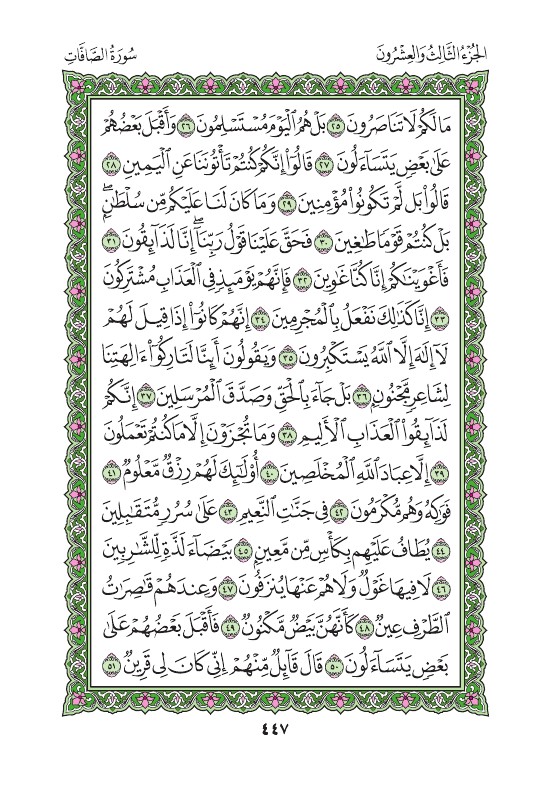 الجزء الثالث والعشرون
سورة الصافات
مَا لَكُمْ لَا تَنَاصَرُونَ ٢٥ بَلْ هُمُ ٱلْيَوْمَ مُسْتَسْلِمُونَ ٢٦ وَأَقْبَلَ بَعْضُهُمْ
عَلَىٰ بَعْضٍ يَتَسَآءَلُونَ ٢٧ قَالُوٓا۟ إِنَّكُمْ كُنتُمْ تَأْتُونَنَا عَنِ ٱلْيَمِينِ ٢٨
قَالُوا۟ بَل لَّمْ تَكُونُوا۟ مُؤْمِنِينَ ٢٩ وَمَا كَانَ لَنَا عَلَيْكُم مِّن سُلْطَـٰنٍۭ ۖ
بَلْ كُنتُمْ قَوْمًا طَـٰغِينَ ٣٠ فَحَقَّ عَلَيْنَا قَوْلُ رَبِّنَآ ۖ إِنَّا لَذَآئِقُونَ ٣١
فَأَغْوَيْنَـٰكُمْ إِنَّا كُنَّا غَـٰوِينَ ٣٢ فَإِنَّهُمْ يَوْمَئِذٍ فِى ٱلْعَذَابِ مُشْتَرِكُونَ
٣٣ إِنَّا كَذَٰلِكَ نَفْعَلُ بِٱلْمُجْرِمِينَ ٣٤ إِنَّهُمْ كَانُوٓا۟ إِذَا قِيلَ لَهُمْ
لَآ إِلَـٰهَ إِلَّا ٱللَّهُ يَسْتَكْبِرُونَ ٣٥ وَيَقُولُونَ أَئِنَّا لَتَارِكُوٓا۟ ءَالِهَتِنَا
لِشَاعِرٍ مَّجْنُونٍۭ ٣٦ بَلْ جَآءَ بِٱلْحَقِّ وَصَدَّقَ ٱلْمُرْسَلِينَ ٣٧ إِنَّكُمْ
لَذَآئِقُوا۟ ٱلْعَذَابِ ٱلْأَلِيمِ ٣٨ وَمَا تُجْزَوْنَ إِلَّا مَا كُنتُمْ تَعْمَلُونَ
٣٩ إِلَّا عِبَادَ ٱللَّهِ ٱلْمُخْلَصِينَ ٤٠ أُو۟لَـٰٓئِكَ لَهُمْ رِزْقٌ مَّعْلُومٌ ٤١
فَوَٰكِهُ ۖ وَهُم مُّكْرَمُونَ ٤٢ فِى جَنَّـٰتِ ٱلنَّعِيمِ ٤٣ عَلَىٰ سُرُرٍ مُّتَقَـٰبِلِينَ
٤٤ يُطَافُ عَلَيْهِم بِكَأْسٍ مِّن مَّعِينٍۭ ٤٥ بَيْضَآءَ لَذَّةٍ لِّلشَّـٰرِبِينَ
٤٦ لَا فِيهَا غَوْلٌ وَلَا هُمْ عَنْهَا يُنزَفُونَ ٤٧ وَعِندَهُمْ قَـٰصِرَٰتُ
ٱلطَّرْفِ عِينٌ ٤٨ كَأَنَّهُنَّ بَيْضٌ مَّكْنُونٌ ٤٩ فَأَقْبَلَ بَعْضُهُمْ عَلَىٰ
بَعْضٍ يَتَسَآءَلُونَ ٥٠ قَالَ قَآئِلٌ مِّنْهُمْ إِنِّى كَانَ لِى قَرِينٌ ٥١
٤٤٧